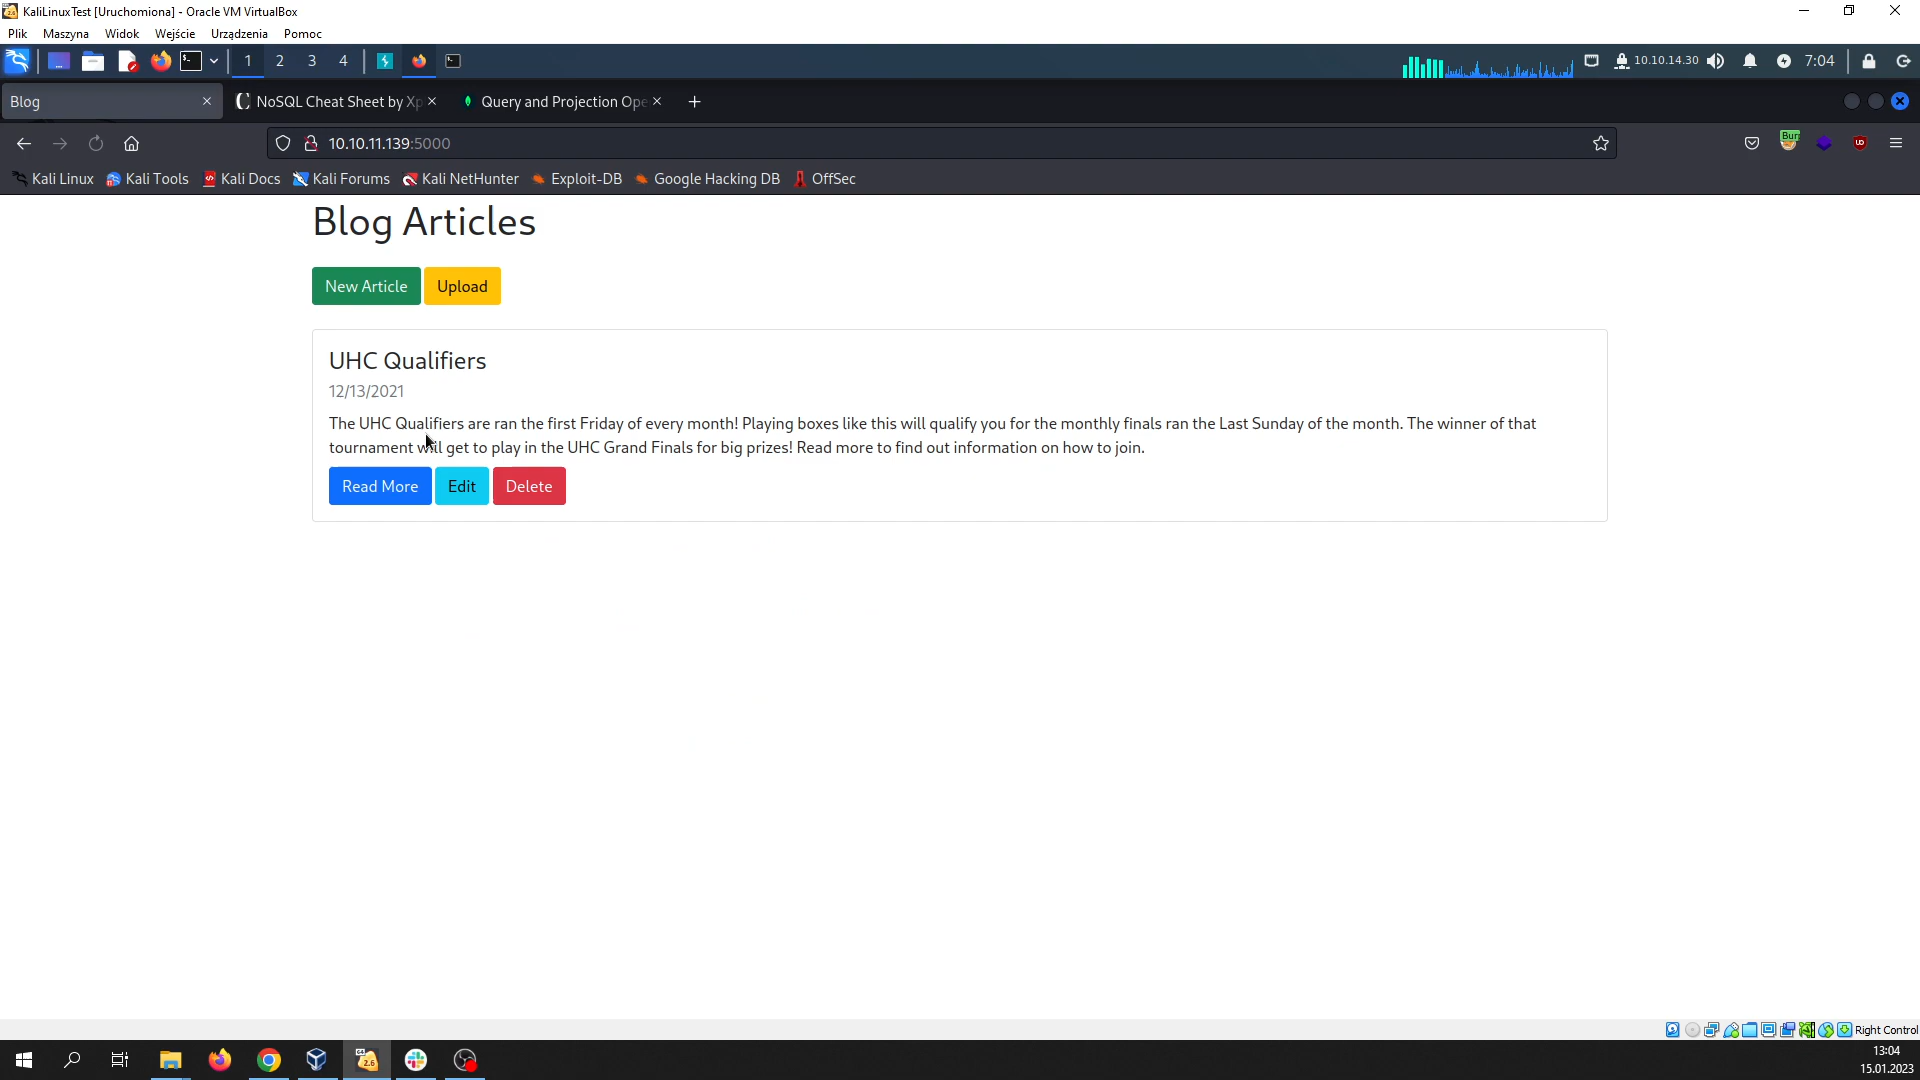 KaliLinuxTest [Uruchomiona] - Oracle VM VirtualBox
Plik Maszyna Widok Wejście Urządzenia Pomoc
1 2 3 4 10.10.14.30 7:04
Blog NoSQL Cheat Sheet by Xp Query and Projection Ope
10.10.11.139:5000
Kali Linux Kali Tools Kali Docs Kali Forums Kali NetHunter Exploit-DB Google Hacking DB OffSec
Blog Articles
New Article Upload
UHC Qualifiers
12/13/2021
The UHC Qualifiers are ran the first Friday of every month! Playing boxes like this will qualify you for the monthly finals ran the Last Sunday of the month. The winner of that
tournament will get to play in the UHC Grand Finals for big prizes! Read more to find out information on how to join.
Read More Edit Delete
Right Control
13:04
15.01.2023